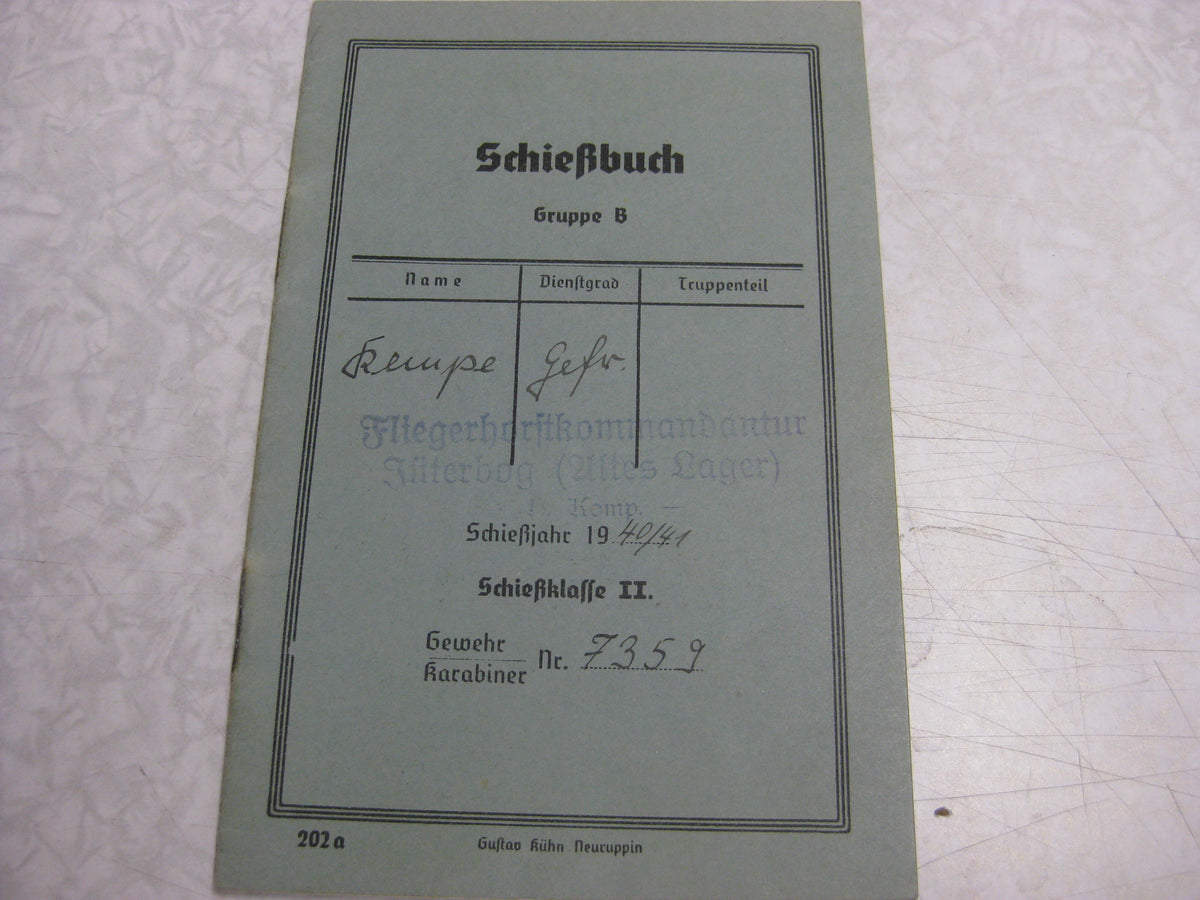 Schießbuch
Gruppe B
Name Dienstgrad Truppenteil
Kempe Gefr.
Fliegerhorstkommandantur
Jüterbog (Altes Lager)
Komp. —
Schießjahr 1940/41
Schießklasse II.
Gewehr
Karabiner Nr. 7359
202a Gustav Kühn Neuruppin